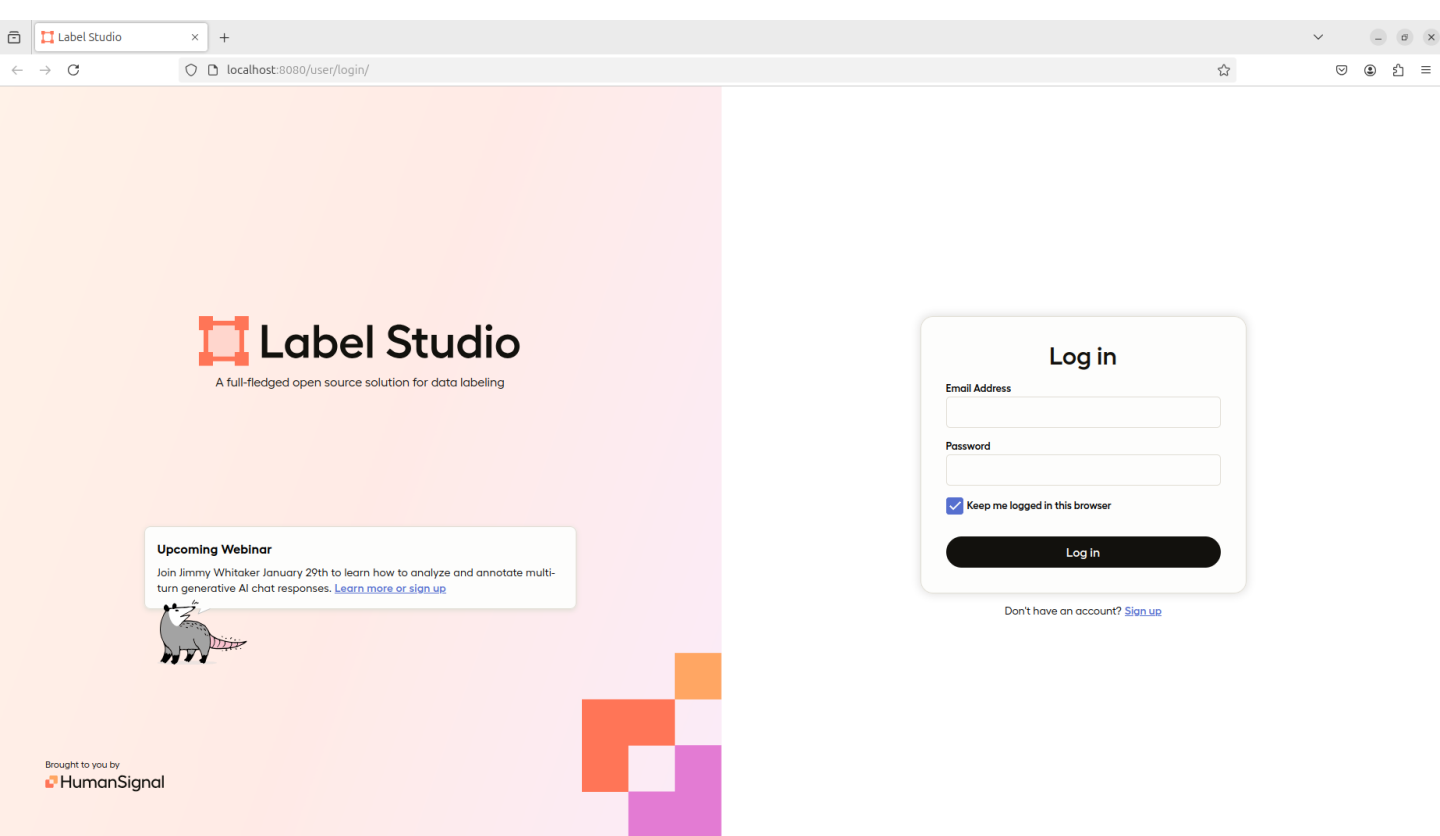 Label Studio
localhost:8080/user/login/
Label Studio
A full-fledged open source solution for data labeling
Upcoming Webinar
Join Jimmy Whitaker January 29th to learn how to analyze and annotate multi-
turn generative AI chat responses. Learn more or sign up
Brought to you by
HumanSignal
Log in
Email Address
Password
Keep me logged in this browser
Log in
Don't have an account? Sign up